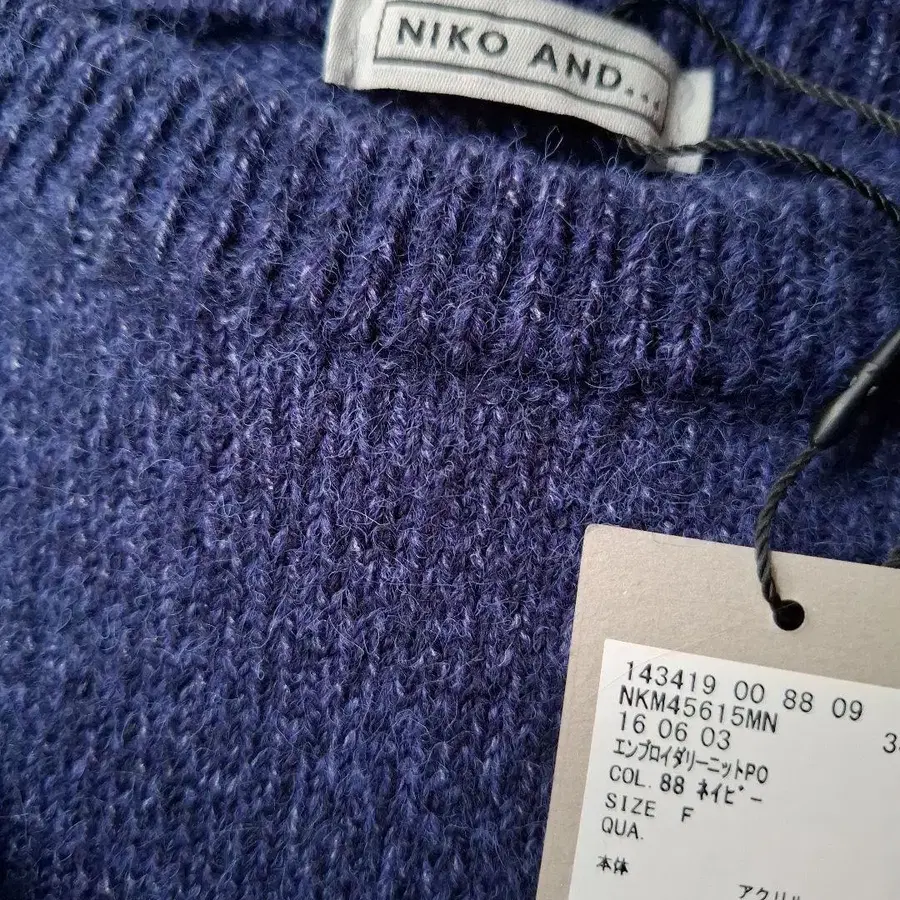 NIKO AND...
143419 00 88 09
NKM45615MN
16 06 03
エンブロイダリーニットPO
COL. 88 ネイビー
SIZE F
QUA.
本体
アクリル